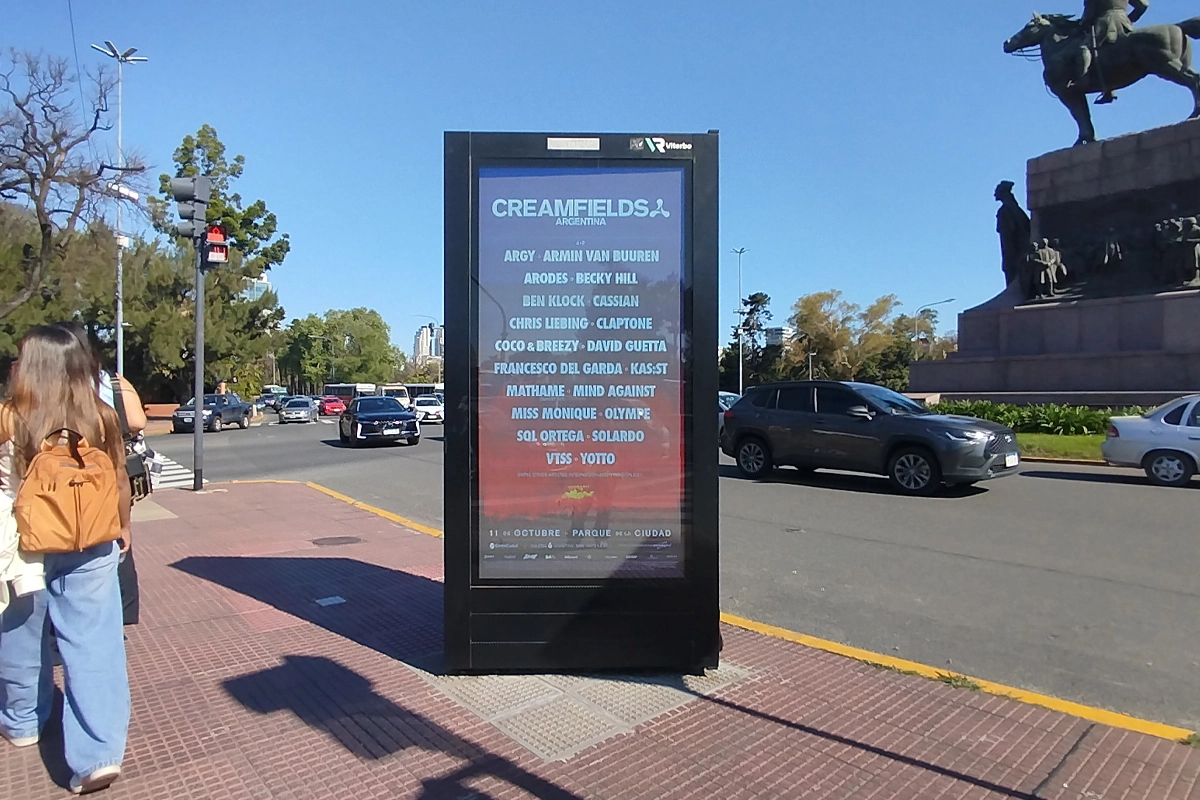 Viterbo
CREAMFIELDS
ARGENTINA
ARGY · ARMIN VAN BUUREN
ARODES · BECKY HILL
BEN KLOCK · CASSIAN
CHRIS LIEBING · CLAPTONE
COCO & BREEZY · DAVID GUETTA
FRANCESCO DEL GARDA · KAS:ST
MATHAME · MIND AGAINST
MISS MONIQUE · OLYMPE
SQL ORTEGA · SOLARDO
VTSS · YOTTO
11 DE OCTUBRE · PARQUE DE LA CIUDAD